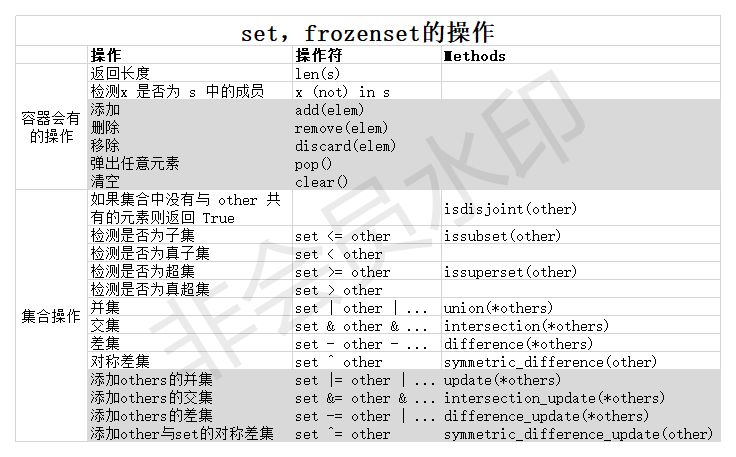 set，frozenset的操作
操作 操作符 Methods
容器会有的操作
返回长度 len(s)
检测x 是否为 s 中的成员 x (not) in s
添加 add(elem)
删除 remove(elem)
移除 discard(elem)
弹出任意元素 pop()
清空 clear()
集合操作
如果集合中没有与 other 共
有的元素则返回 True isdisjoint(other)
检测是否为子集 set <= other issubset(other)
检测是否为真子集 set < other
检测是否为超集 set >= other issuperset(other)
检测是否为真超集 set > other
并集 set | other | ... union(*others)
交集 set & other & ... intersection(*others)
差集 set - other - ... difference(*others)
对称差集 set ^ other symmetric_difference(other)
添加others的并集 set |= other | ... update(*others)
添加others的交集 set &= other & ... intersection_update(*others)
添加others的差集 set -= other | ... difference_update(*others)
添加other与set的对称差集 set ^= other symmetric_difference_update(other)
非会员水印